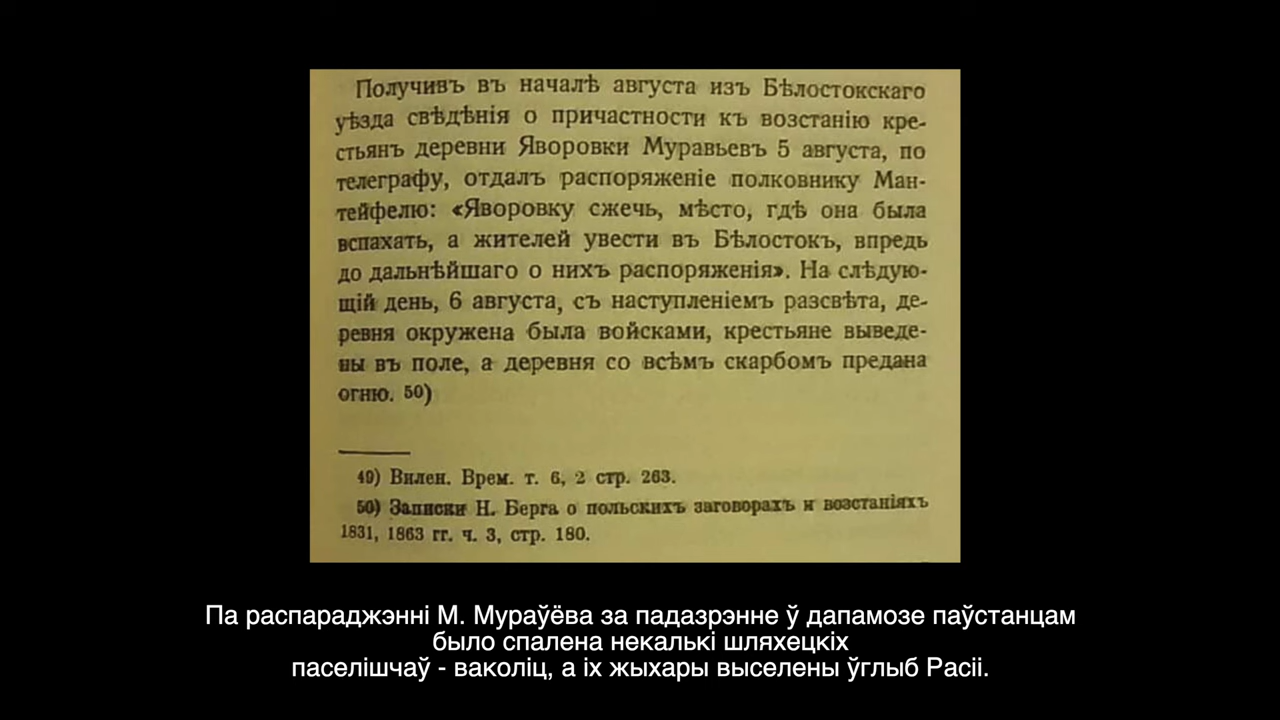 Получивъ въ началѣ августа изъ Бѣлостокскаго
уѣзда свѣдѣнія о причастности къ возстанію кре-
стьянъ деревни Яворовки Муравьевъ 5 августа, по
телеграфу, отдалъ распоряженіе полковнику Ман-
тейфелю: «Яворовку сжечь, мѣсто, гдѣ она была
вспахать, а жителей увести въ Бѣлостокъ, впредь
до дальнѣйшаго о нихъ распоряженія». На слѣдую-
щій день, 6 августа, съ наступленіемъ разсвѣта, де-
ревня окружена была войсками, крестьяне выведе-
ны въ поле, а деревня со всѣмъ скарбомъ предана
огню. 50)
49) Вилен. Врем. т. 6, 2 стр. 263.
50) Записки Н. Берга о польскихъ заговорахъ и возстаніяхъ
1831, 1863 гг. ч. 3, стр. 180.
Па распараджэнні М. Мураўёва за падазрэнне ў дапамозе паўстанцам
было спалена некалькі шляхецкіх
паселішчаў - ваколіц, а іх жыхары выселены ўглыб Расіі.